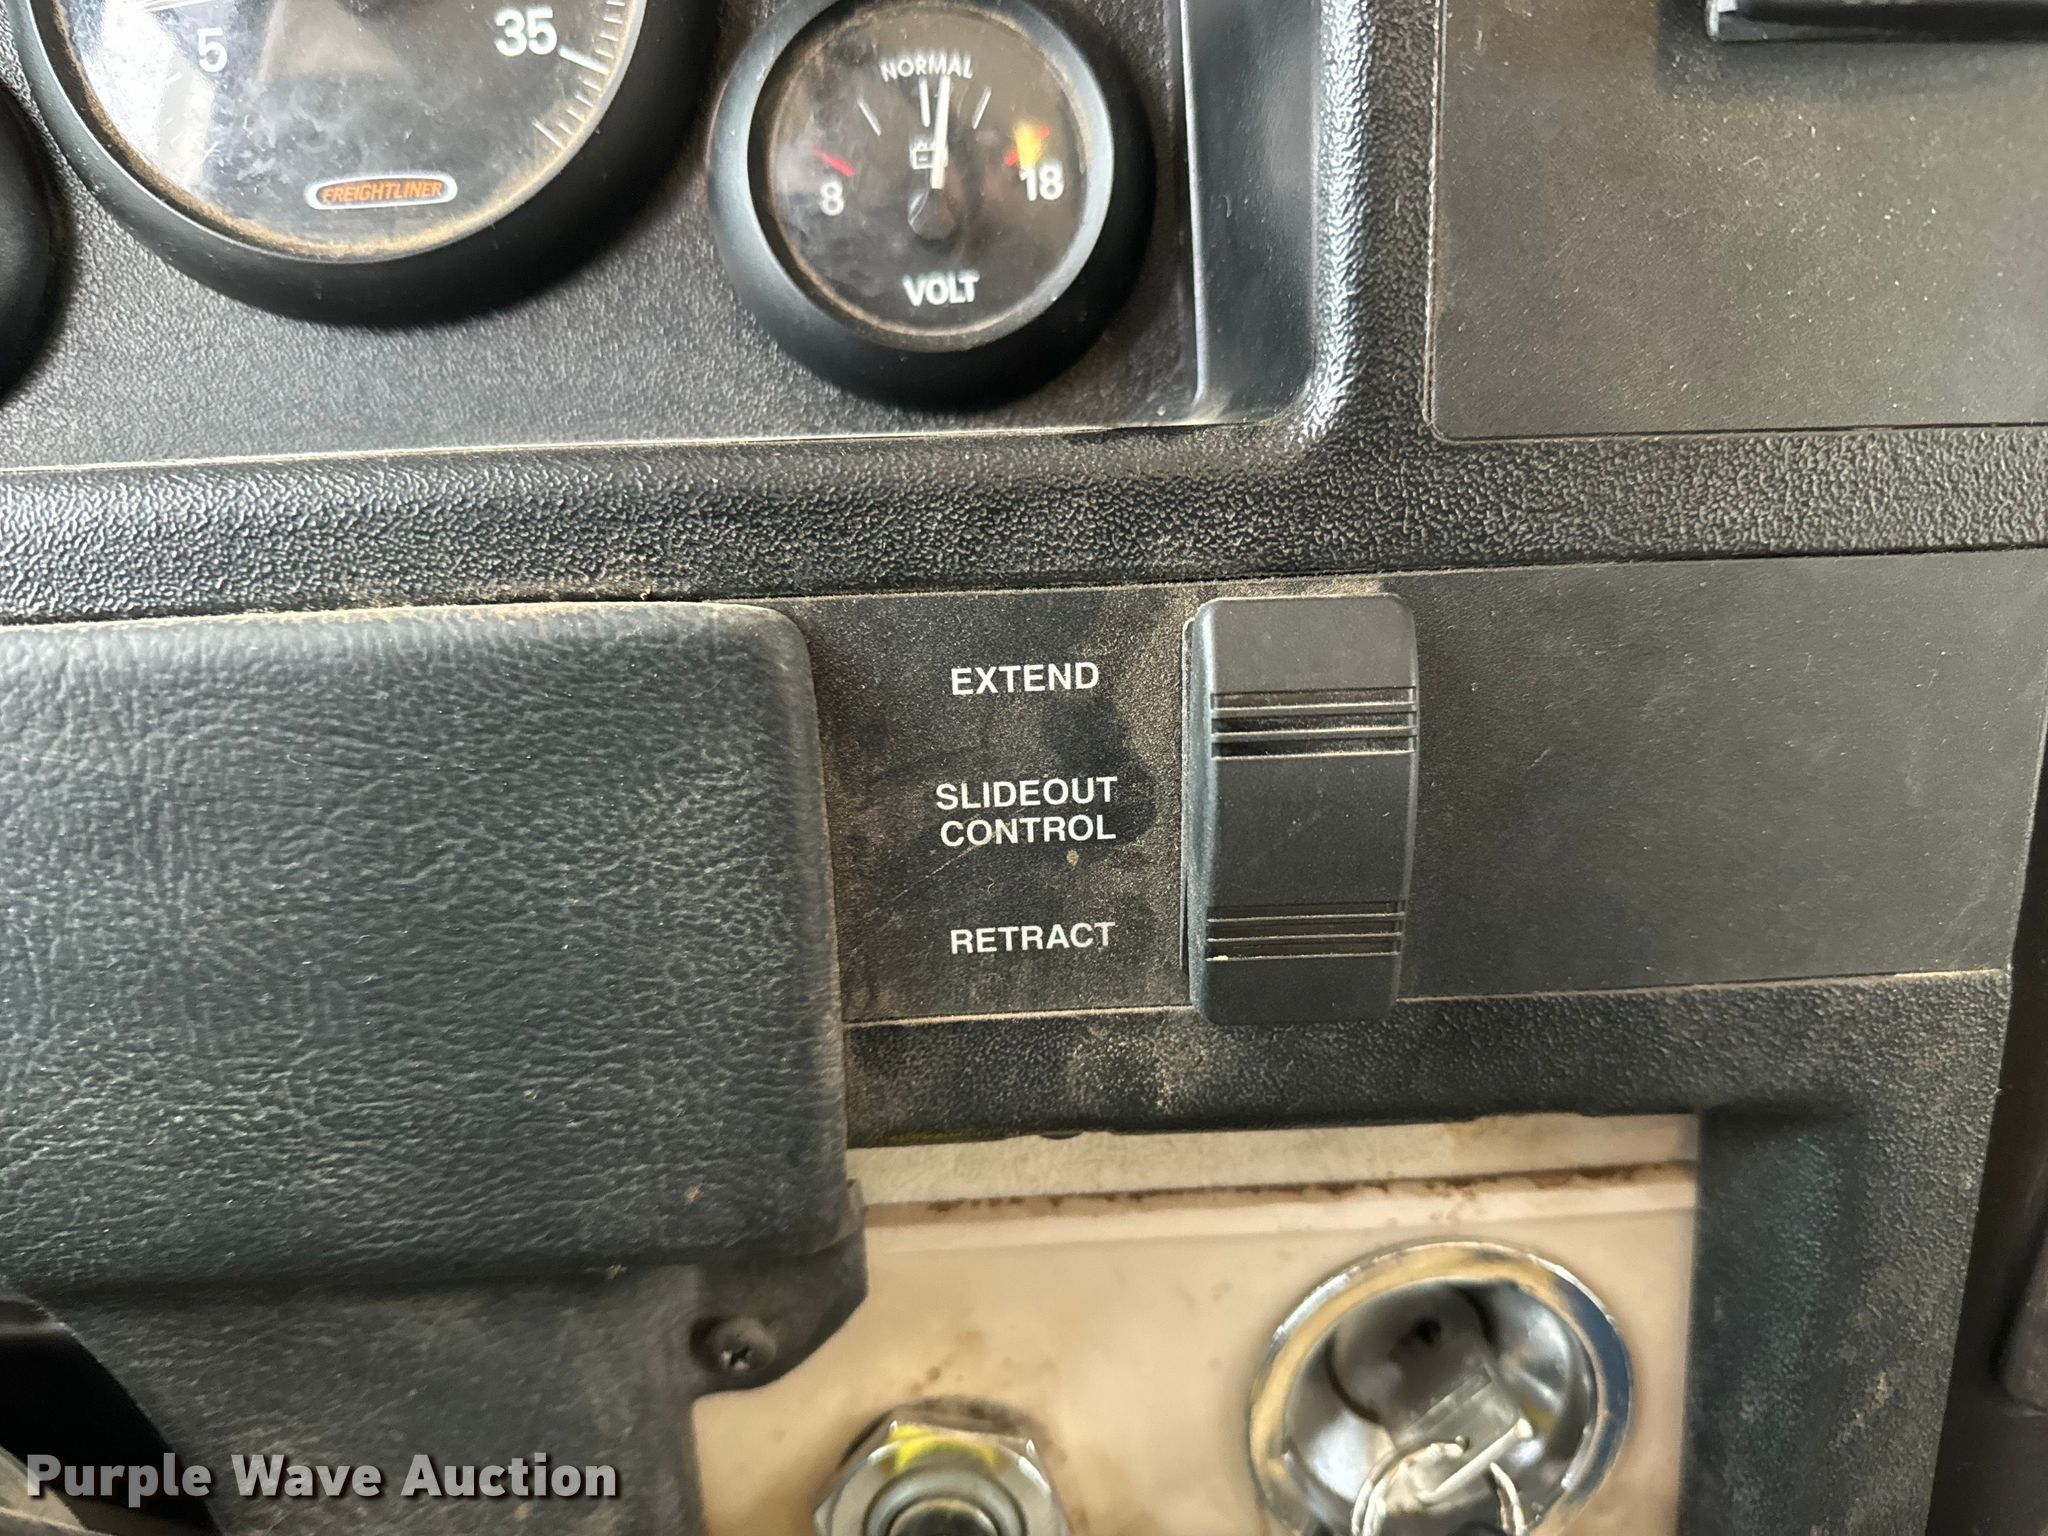 5
35
FREIGHTLINER
NORMAL
8
18
VOLT
EXTEND
SLIDEOUT
CONTROL
RETRACT
Purple Wave Auction